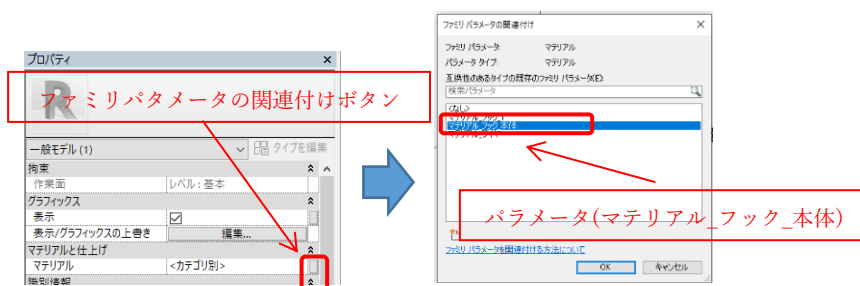 プロパティ
ファミリパタメータの関連付けボタン
一般モデル (1)
タイプを編集
拘束
作業面
レベル : 基本
グラフィックス
表示
表示/グラフィックスの上書き
編集...
マテリアルと仕上げ
マテリアル
<カテゴリ別>
識別情報
ファミリ パラメータの関連付け
ファミリ パラメータ:
マテリアル
パラメータ タイプ:
マテリアル
互換性のあるタイプの既存のファミリ パラメータ(E):
検索パラメータ
<なし>
パラメータ(マテリアル_フック_本体)
ファミリ パラメータを関連付ける方法について
OK
キャンセル